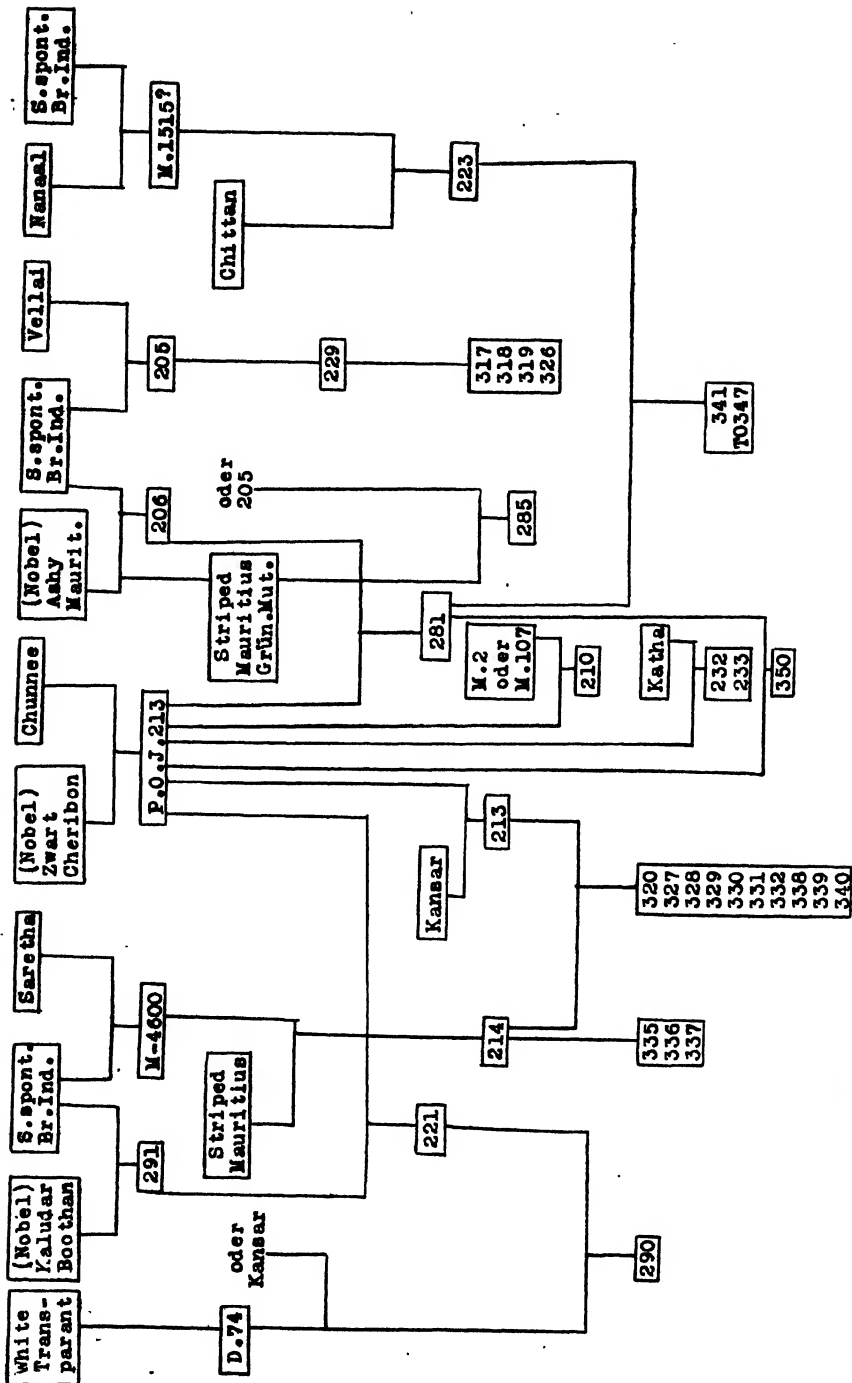 White
Trans-
parant
(Nobel)
Kaludar
Boothan
S.spont.
Br.Ind.
Saretha
(Nobel)
Zwart
Cheribon
Chunnee
(Nobel)
Ashy
Maurit.
S.spont.
Br.Ind.
Vellai
Nanaal
S.spont.
Br.Ind.
291
M-4600
P.O.J.213
206
205
M.1515?
D.74
oder
Kansar
Striped
Mauritius
Striped
Mauritius
Grün.Mut.
oder
205
Chittan
229
221
214
Kansar
213
281
285
223
M.2
oder
M.107
210
317
318
319
326
290
335
336
337
320
327
328
329
330
331
332
338
339
340
Katha
232
233
350
341
TO347